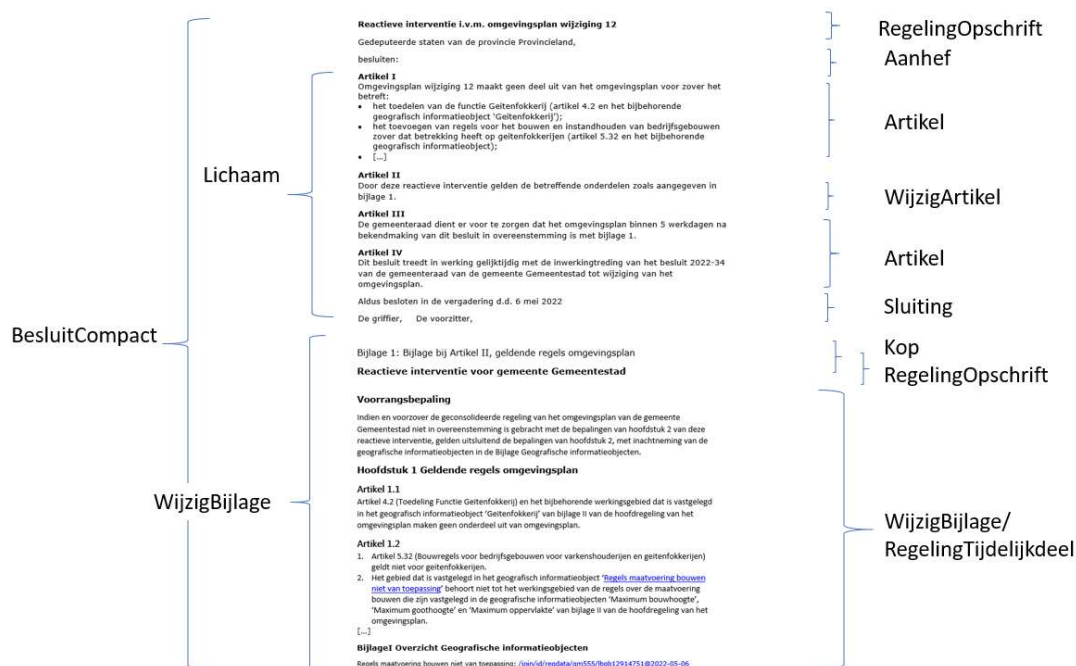 Reactieve interventie i.v.m. omgevingsplan wijziging 12
RegelingOpschrift
Gedeputeerde staten van de provincie Provincieland,
Aanhef
besluiten:
Artikel I
Omgevingsplan wijziging 12 maakt geen deel uit van het omgevingsplan voor zover het
betreft:
• het toedelen van de functie Geitenfokkerij (artikel 4.2 en het bijbehorende
geografisch informatieobject 'Geitenfokkerij');
• het toevoegen van regels voor het bouwen en instandhouden van bedrijfsgebouwen
zover dat betrekking heeft op geitenfokkerijen (artikel 5.32 en het bijbehorende
geografisch informatieobject);
• [...]
Artikel
Lichaam
Artikel II
Door deze reactieve interventie gelden de betreffende onderdelen zoals aangegeven in
bijlage 1.
WijzigArtikel
Artikel III
De gemeenteraad dient er voor te zorgen dat het omgevingsplan binnen 5 werkdagen na
bekendmaking van dit besluit in overeenstemming is met bijlage 1.
Artikel IV
Dit besluit treedt in werking gelijktijdig met de inwerkingtreding van het besluit 2022-34
van de gemeenteraad van de gemeente Gemeentestad tot wijziging van het
omgevingsplan.
Artikel
Aldus besloten in de vergadering d.d. 6 mei 2022
Sluiting
De griffier, De voorzitter,
BesluitCompact
Bijlage 1: Bijlage bij Artikel II, geldende regels omgevingsplan
Kop
Reactieve interventie voor gemeente Gemeentestad
RegelingOpschrift
Voorrangsbepaling
Indien en voorzover de geconsolideerde regeling van het omgevingsplan van de gemeente
Gemeentestad niet in overeenstemming is gebracht met de bepalingen van hoofdstuk 2 van deze
reactieve interventie, gelden uitsluitend de bepalingen van hoofdstuk 2, met inachtneming van de
geografische informatieobjecten in de Bijlage Geografische informatieobjecten.
Hoofdstuk 1 Geldende regels omgevingsplan
Artikel 1.1
Artikel 4.2 (Toedeling Functie Geitenfokkerij) en het bijbehorende werkingsgebied dat is vastgelegd
in het geografisch informatieobject 'Geitenfokkerij' van bijlage II van de hoofdregeling van het
omgevingsplan maken geen onderdeel uit van omgevingsplan.
WijzigBijlage
Artikel 1.2
1. Artikel 5.32 (Bouwregels voor bedrijfsgebouwen voor varkenshouderijen en geitenfokkerijen)
geldt niet voor geitenfokkerijen.
2. Het gebied dat is vastgelegd in het geografisch informatieobject 'Regels maatvoering bouwen
niet van toepassing' behoort niet tot het werkingsgebied van de regels over de maatvoering
bouwen die zijn vastgelegd in de geografische informatieobjecten 'Maximum bouwhoogte',
'Maximum goothoogte' en 'Maximum oppervlakte' van bijlage II van de hoofdregeling van het
omgevingsplan.
[...]
WijzigBijlage/
RegelingTijdelijkdeel
BijlageI Overzicht Geografische informatieobjecten
Regels maatvoering bouwen niet van toepassing: